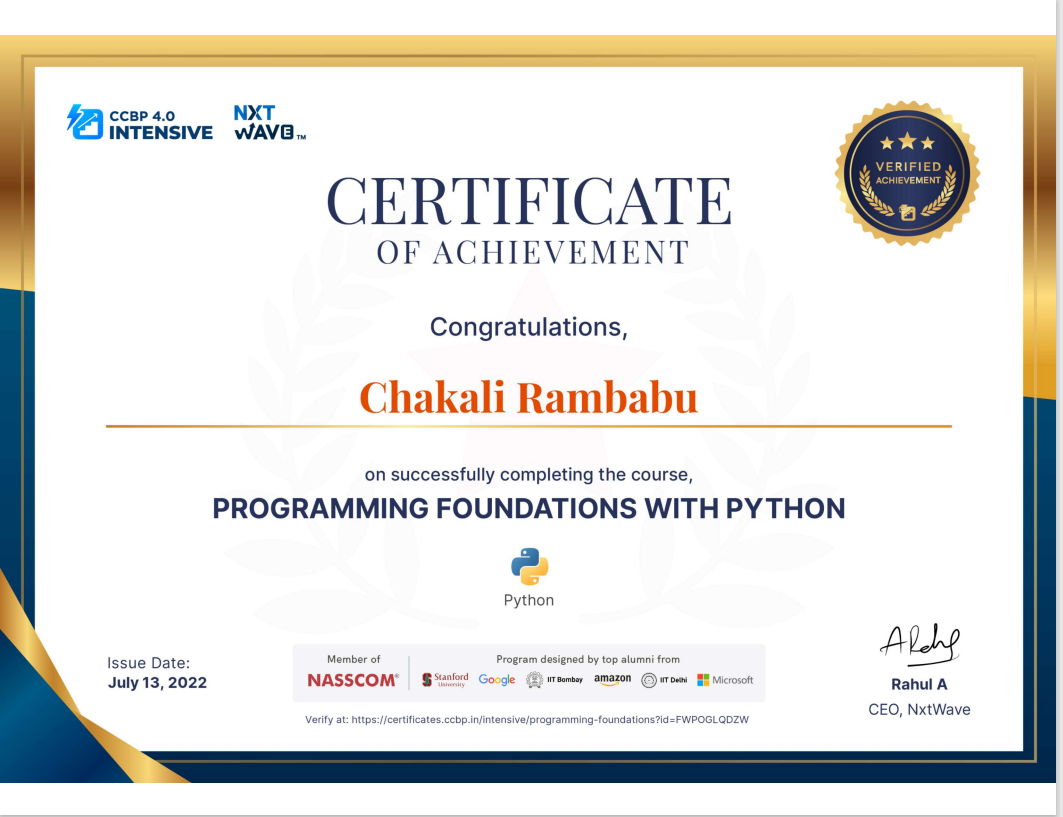 CCBP 4.0
INTENSIVE
NXT
WAVE™
VERIFIED
ACHIEVEMENT
CERTIFICATE
OF ACHIEVEMENT
Congratulations,
Chakali Rambabu
on successfully completing the course,
PROGRAMMING FOUNDATIONS WITH PYTHON
Python
Issue Date:
July 13, 2022
Member of
NASSCOM®
Program designed by top alumni from
Stanford University Google IIT Bombay amazon IIT Delhi Microsoft
Verify at: https://certificates.ccbp.in/intensive/programming-foundations?id=FWPOGLQDZW
Rahul A
CEO, NxtWave